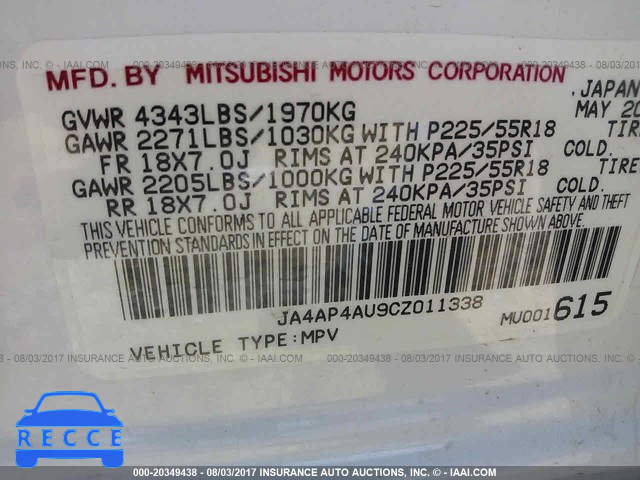 MFD. BY MITSUBISHI MOTORS CORPORATION
.JAPAN
GVWR 4343LBS/1970KG MAY 20
GAWR 2271LBS/1030KG WITH P225/55R18 TIRE
FR 18X7.0J RIMS AT 240KPA/35PSI COLD.
GAWR 2205LBS/1000KG WITH P225/55R18 TIRE
RR 18X7.0J RIMS AT 240KPA/35PSI COLD.
THIS VEHICLE CONFORMS TO ALL APPLICABLE FEDERAL MOTOR VEHICLE SAFETY AND THEFT
PREVENTION STANDARDS IN EFFECT ON THE DATE OF MANUFACTURE SHOWN ABOVE.
JA4AP4AU9CZ011338 MU001615
VEHICLE TYPE:MPV
RECCE
000-20349438 - 08/03/2017 INSURANCE AUTO AUCTIONS - © IAAI.COM